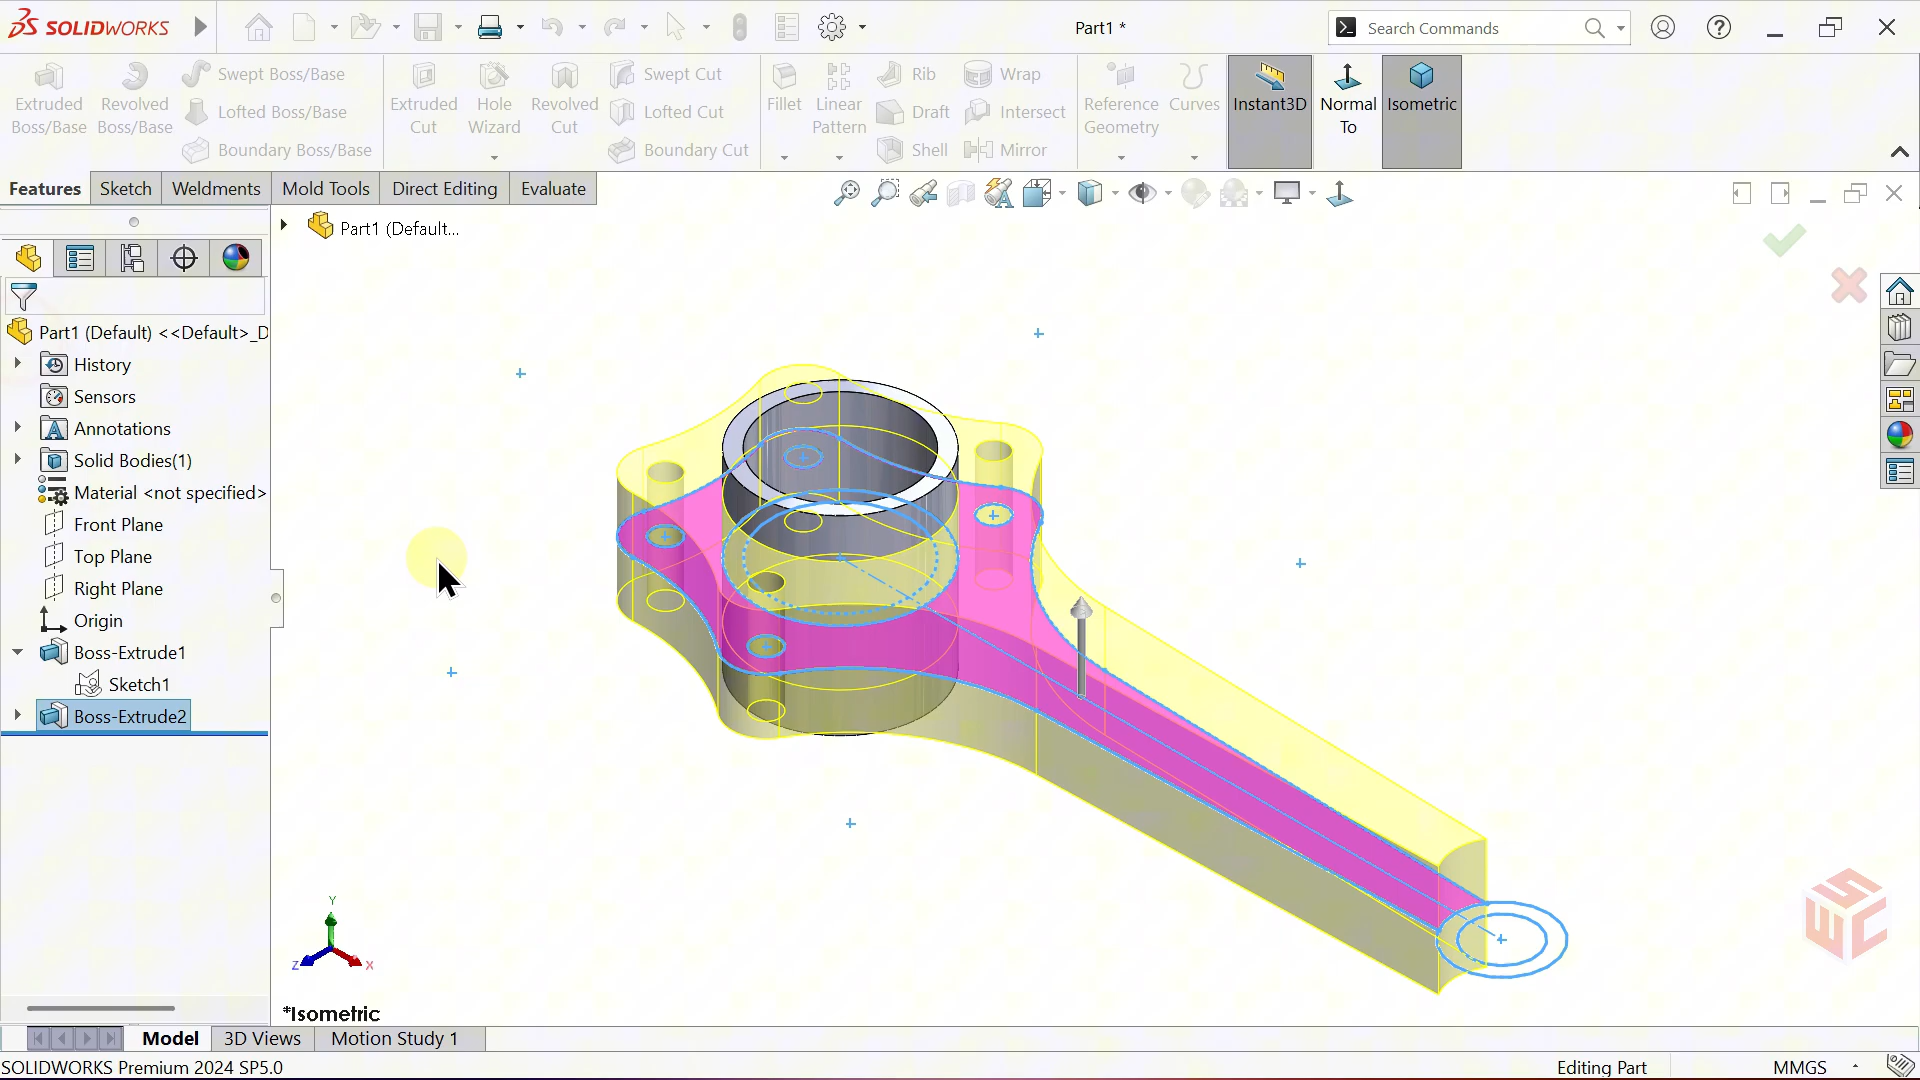 SOLIDWORKS
Part1 *
Search Commands
Extruded Boss/Base
Revolved Boss/Base
Swept Boss/Base
Lofted Boss/Base
Boundary Boss/Base
Extruded Cut
Hole Wizard
Revolved Cut
Swept Cut
Lofted Cut
Boundary Cut
Fillet
Linear Pattern
Rib
Draft
Shell
Wrap
Intersect
Mirror
Reference Geometry
Curves
Instant3D
Normal To
Isometric
Features
Sketch
Weldments
Mold Tools
Direct Editing
Evaluate
Part1 (Default...
Part1 (Default) <<Default>_D
History
Sensors
Annotations
Solid Bodies(1)
Material <not specified>
Front Plane
Top Plane
Right Plane
Origin
Boss-Extrude1
Sketch1
Boss-Extrude2
Y
Z
X
*Isometric
SWC
Model
3D Views
Motion Study 1
SOLIDWORKS Premium 2024 SP5.0
Editing Part
MMGS